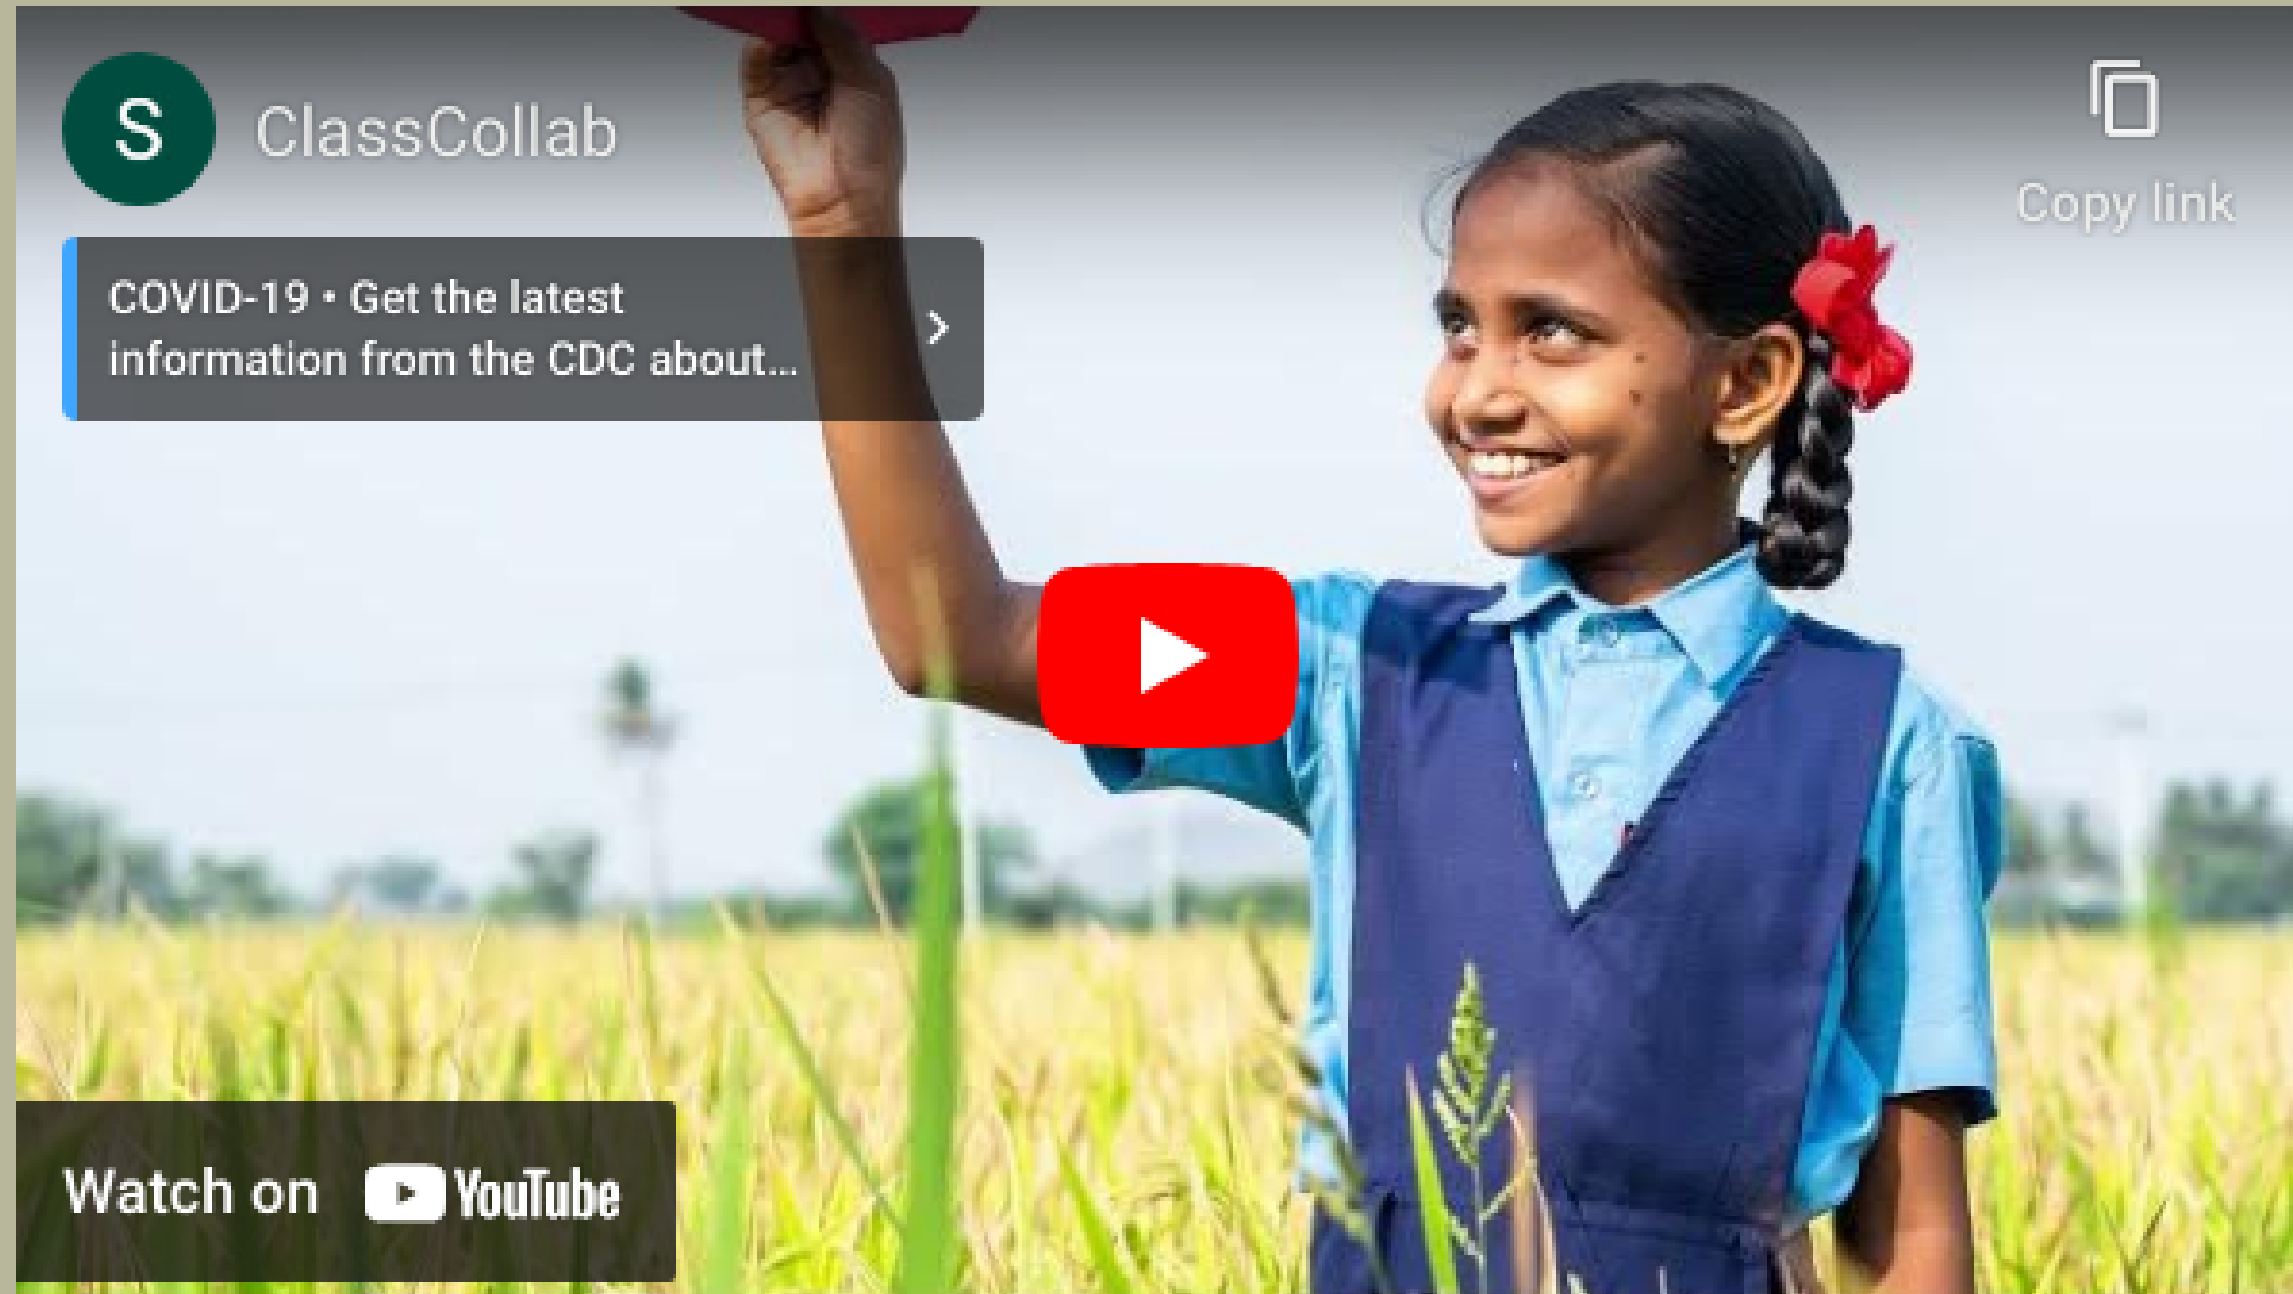 S
ClassCollab
Copy link
COVID-19 • Get the latest
information from the CDC about...
Watch on YouTube